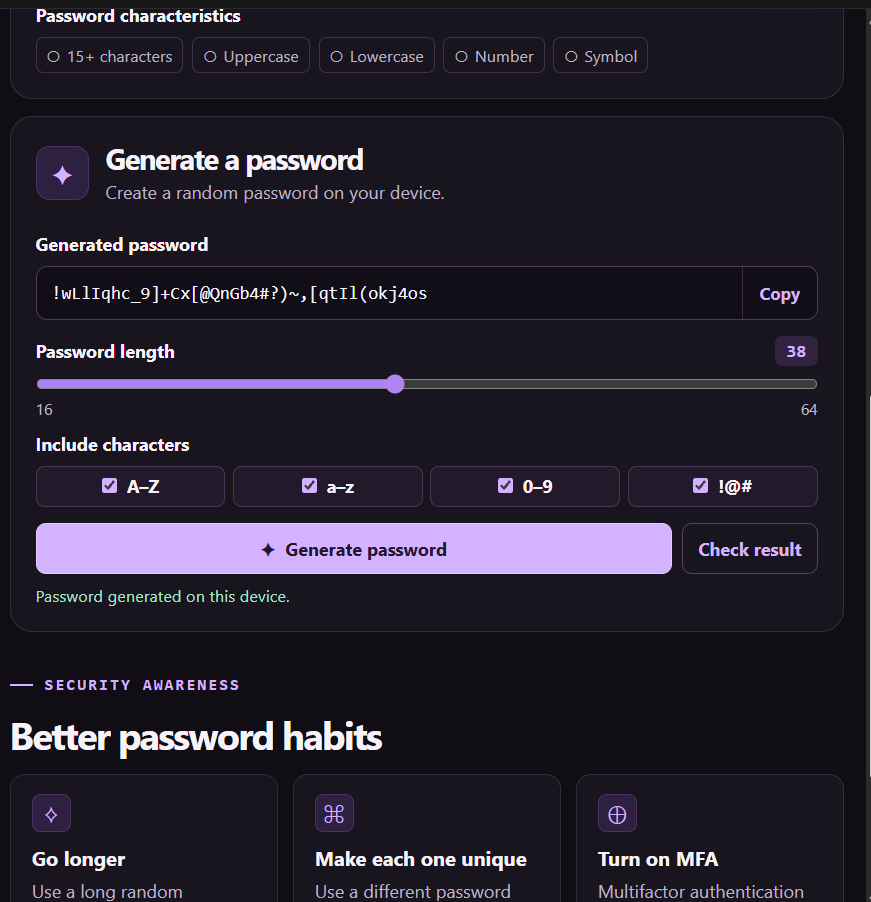 Password characteristics
15+ characters
Uppercase
Lowercase
Number
Symbol
Generate a password
Create a random password on your device.
Generated password
!wLlIqhc_9]+Cx[@QnGb4#?)~,[qtIl(okj4os
Copy
Password length
38
16
64
Include characters
A–Z
a–z
0–9
!@#
Generate password
Check result
Password generated on this device.
SECURITY AWARENESS
Better password habits
Go longer
Make each one unique
Turn on MFA
Use a long random
Use a different password
Multifactor authentication